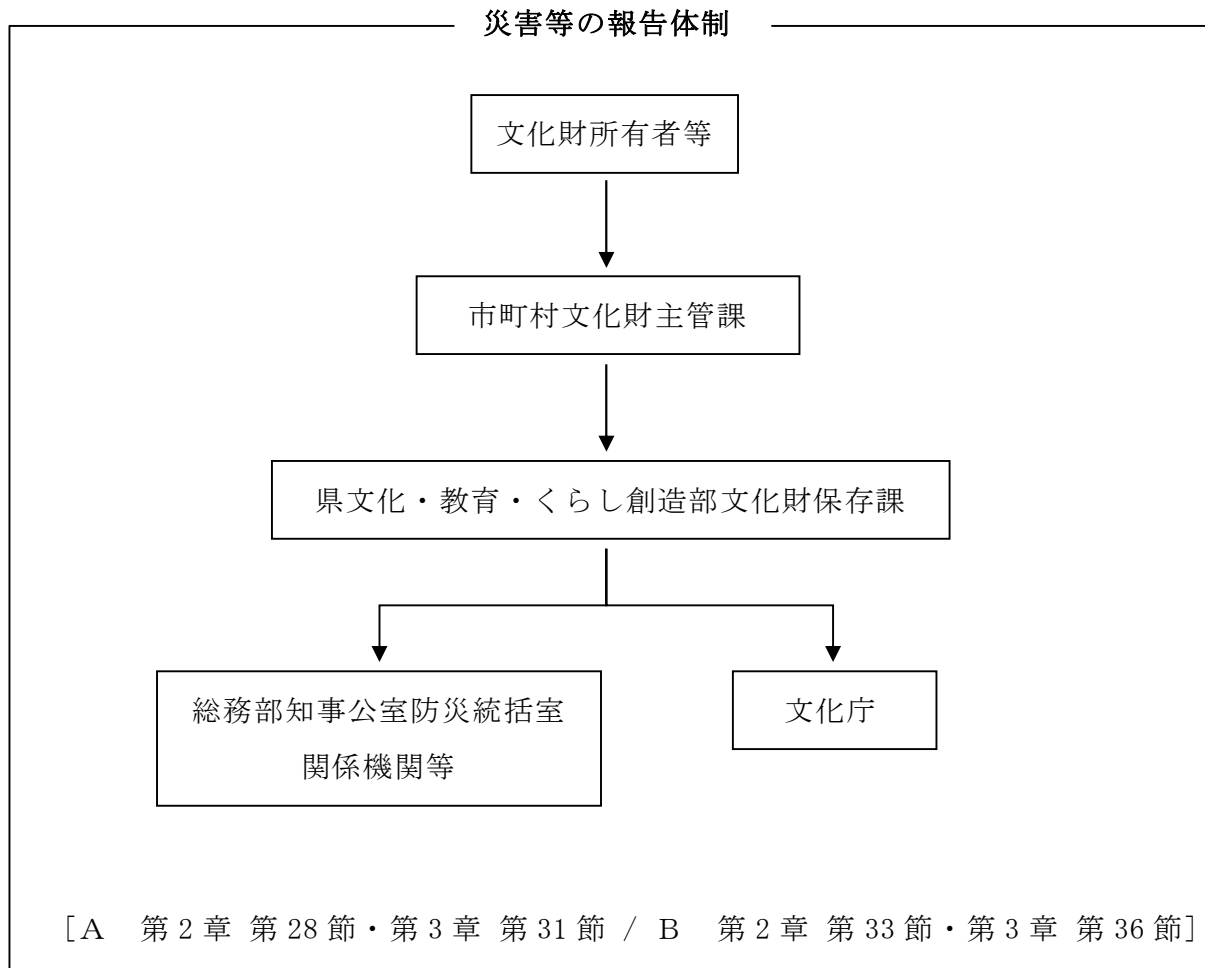 災害等の報告体制
文化財所有者等
市町村文化財主管課
県文化・教育・くらし創造部文化財保存課
総務部知事公室防災統括室
関係機関等
文化庁
[A 第2章 第28節・第3章 第31節 / B 第2章 第33節・第3章 第36節]